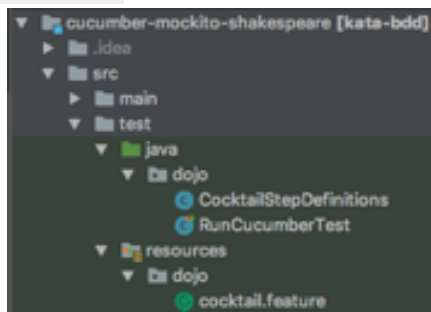 cucumber-mockito-shakespeare [kata-bdd]
.idea
src
main
test
java
dojo
CocktailStepDefinitions
RunCucumberTest
resources
dojo
cocktail.feature